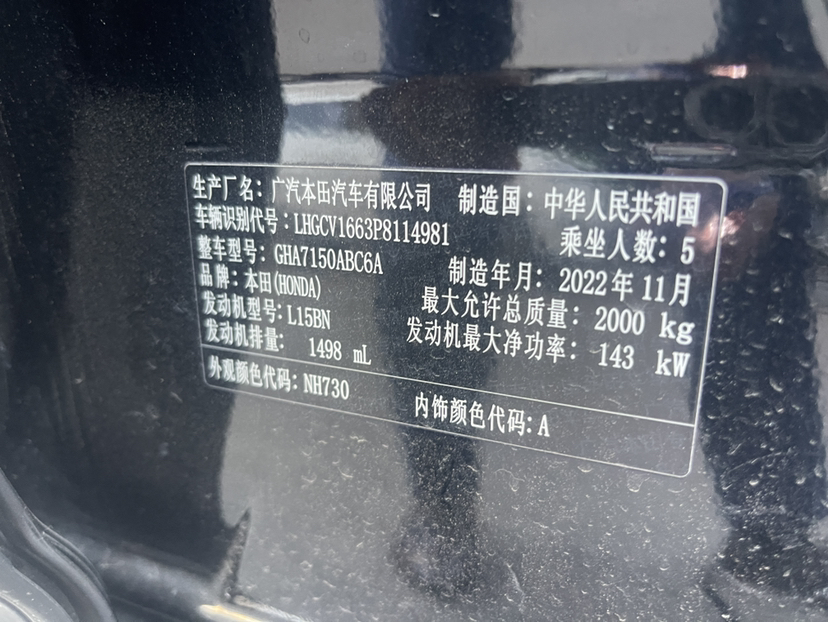 生产厂名：广汽本田汽车有限公司 制造国：中华人民共和国
车辆识别代号：LHGCV1663P8114981 乘坐人数：5
整车型号：GHA7150ABC6A 制造年月：2022年11月
品牌：本田(HONDA) 最大允许总质量：2000 kg
发动机型号：L15BN 发动机最大净功率：143 kW
发动机排量：1498 mL
外观颜色代码：NH730 内饰颜色代码：A